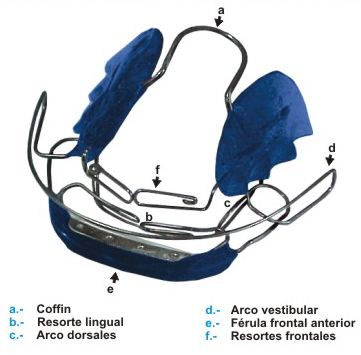 a
f
d
c
b
e
a.- Coffin
b.- Resorte lingual
c.- Arco dorsales
d.- Arco vestibular
e.- Férula frontal anterior
f.- Resortes frontales